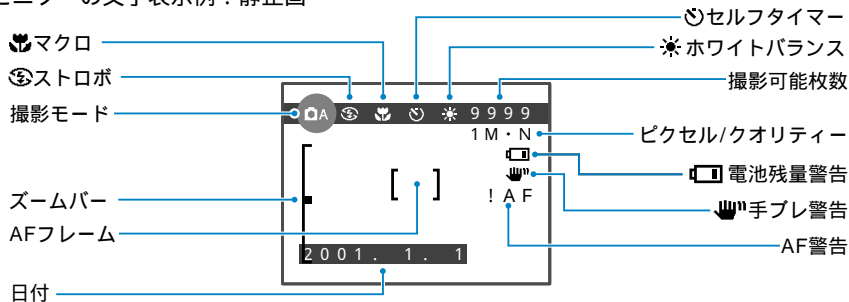 モニターの文字表示例：静止画
マクロ
ストロボ
撮影モード
ズームバー
AFフレーム
日付
A
9999
1M・N
!AF
2001. 1. 1
セルフタイマー
ホワイトバランス
撮影可能枚数
ピクセル/クオリティー
電池残量警告
手ブレ警告
AF警告